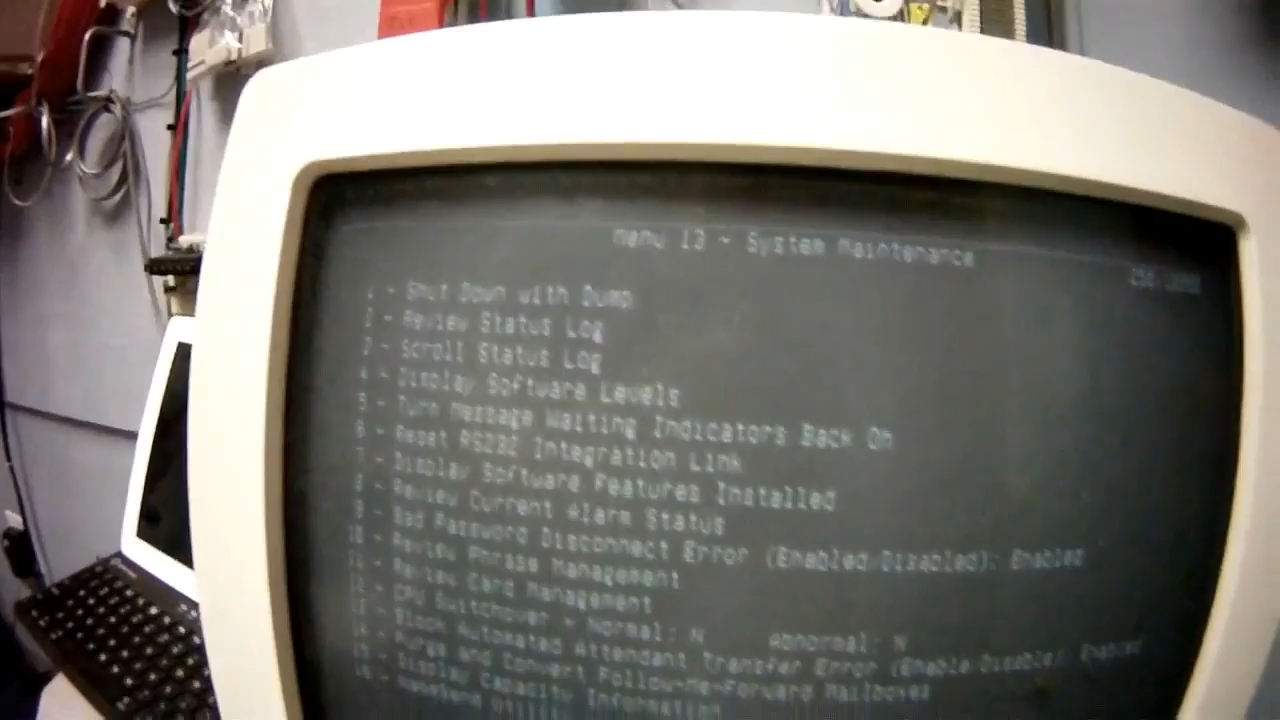 Menu 13 - System Maintenance
1 - Shut Down with Dump
2 - Review Status Log
3 - Scroll Status Log
4 - Display Software Levels
5 - Turn Message Waiting Indicators Back On
6 - Reset RS232 Integration Link
7 - Display Software Features Installed
8 - Review Current Alarm Status
9 - Bad Password Disconnect Error (Enabled/Disabled): Enabled
10 - Review Phrase Management
11 - Review Card Management
12 - CPU Switchover - Normal: N Abnormal: N
13 - Block Automated Attendant Transfer Error (Enable/Disable) Enabled
14 - Purge and Convert Follow-Me-Forward Mailboxes
15 - Display Capacity Information
16 -